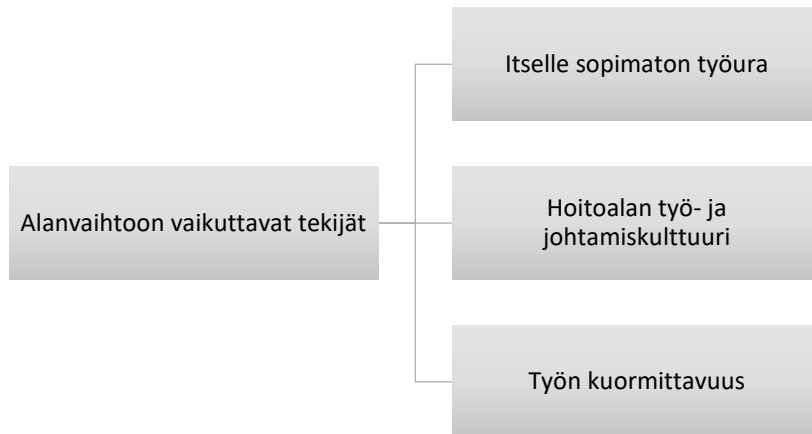 Itselle sopimaton työura
Alanvaihtoon vaikuttavat tekijät
Hoitoalan työ- ja
johtamiskulttuuri
Työn kuormittavuus